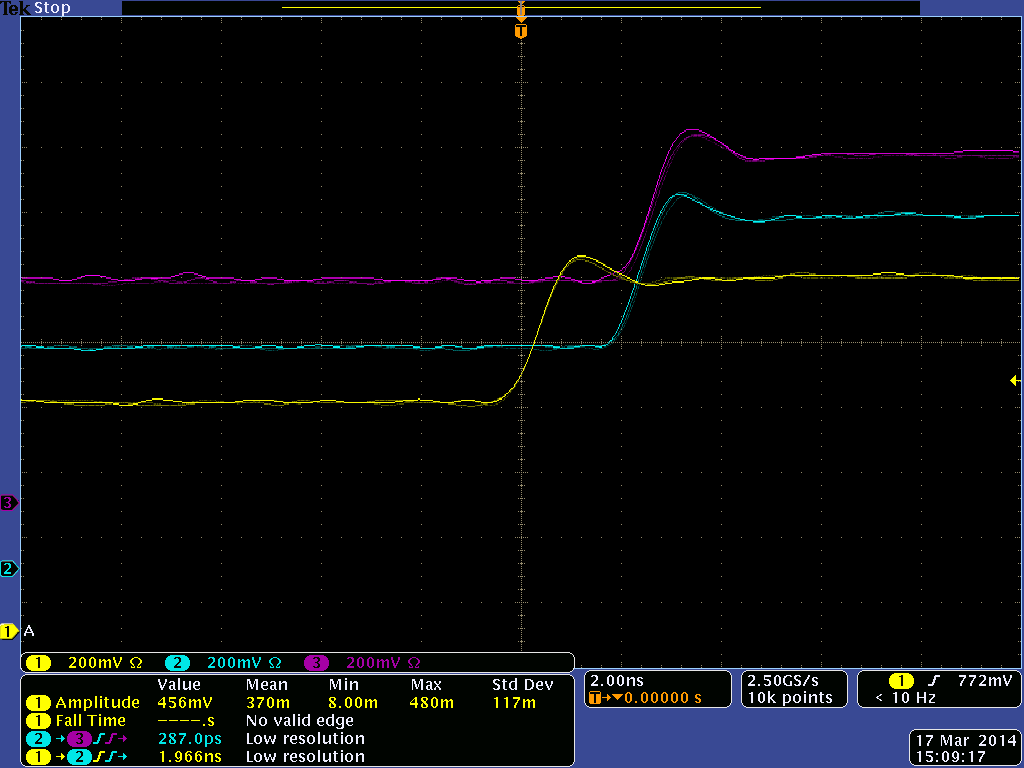 Tek Stop
T
T
3
2
1 A
1 200mV Ω 2 200mV Ω 3 200mV Ω
Value Mean Min Max Std Dev
1 Amplitude 456mV 370m 8.00m 480m 117m
1 Fall Time ----.s No valid edge
2 →3 287.0ps Low resolution
1 →2 1.966ns Low resolution
2.00ns
T→▼0.00000 s
2.50GS/s
10k points
1 772mV
< 10 Hz
17 Mar 2014
15:09:17